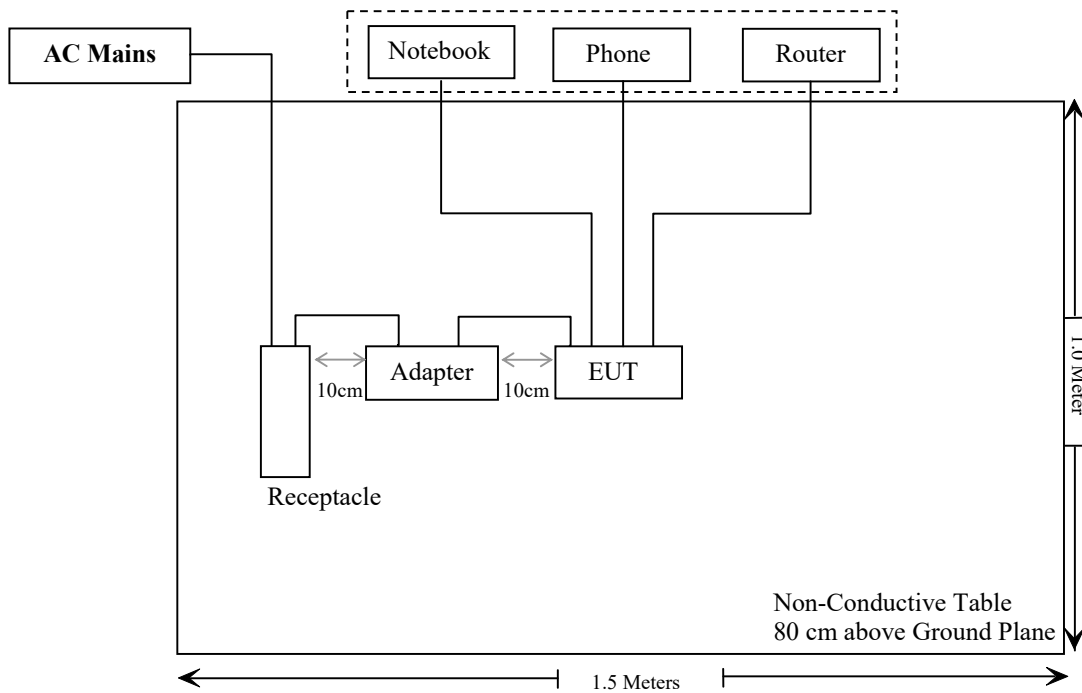 AC Mains
Notebook
Phone
Router
10cm
Adapter
10cm
EUT
Receptacle
1.0 Meter
Non-Conductive Table
80 cm above Ground Plane
1.5 Meters